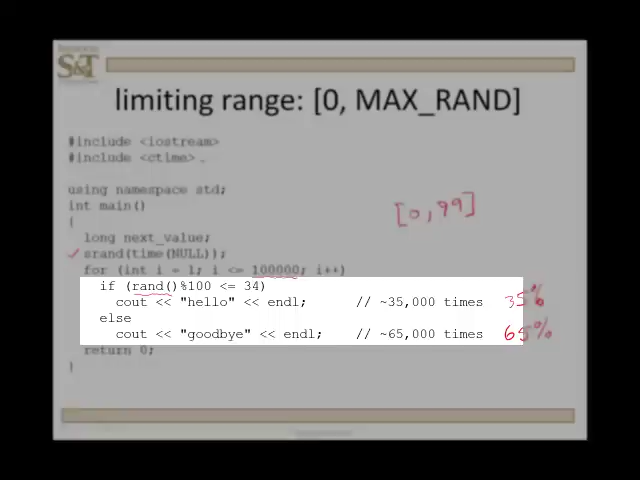 S&T
limiting range: [0, MAX_RAND]
#include <iostream>
#include <ctime>
using namespace std;
int main()
{
long next_value;
srand(time(NULL));
for (int i = 1; i <= 100000; i++)
if (rand()%100 <= 34)
cout << "hello" << endl; // ~35,000 times
else
cout << "goodbye" << endl; // ~65,000 times
return 0;
}
[0,99]
35%
65%